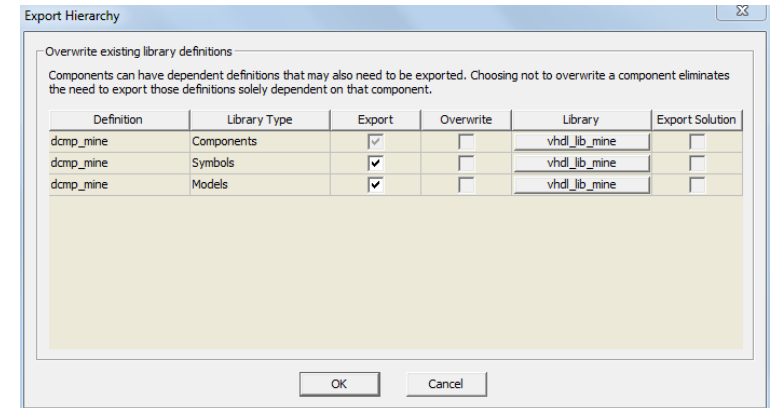 Export Hierarchy
Overwrite existing library definitions
Components can have dependent definitions that may also need to be exported. Choosing not to overwrite a component eliminates
the need to export those definitions solely dependent on that component.
Definition Library Type Export Overwrite Library Export Solution
dcmp_mine Components vhdl_lib_mine
dcmp_mine Symbols vhdl_lib_mine
dcmp_mine Models vhdl_lib_mine
OK Cancel